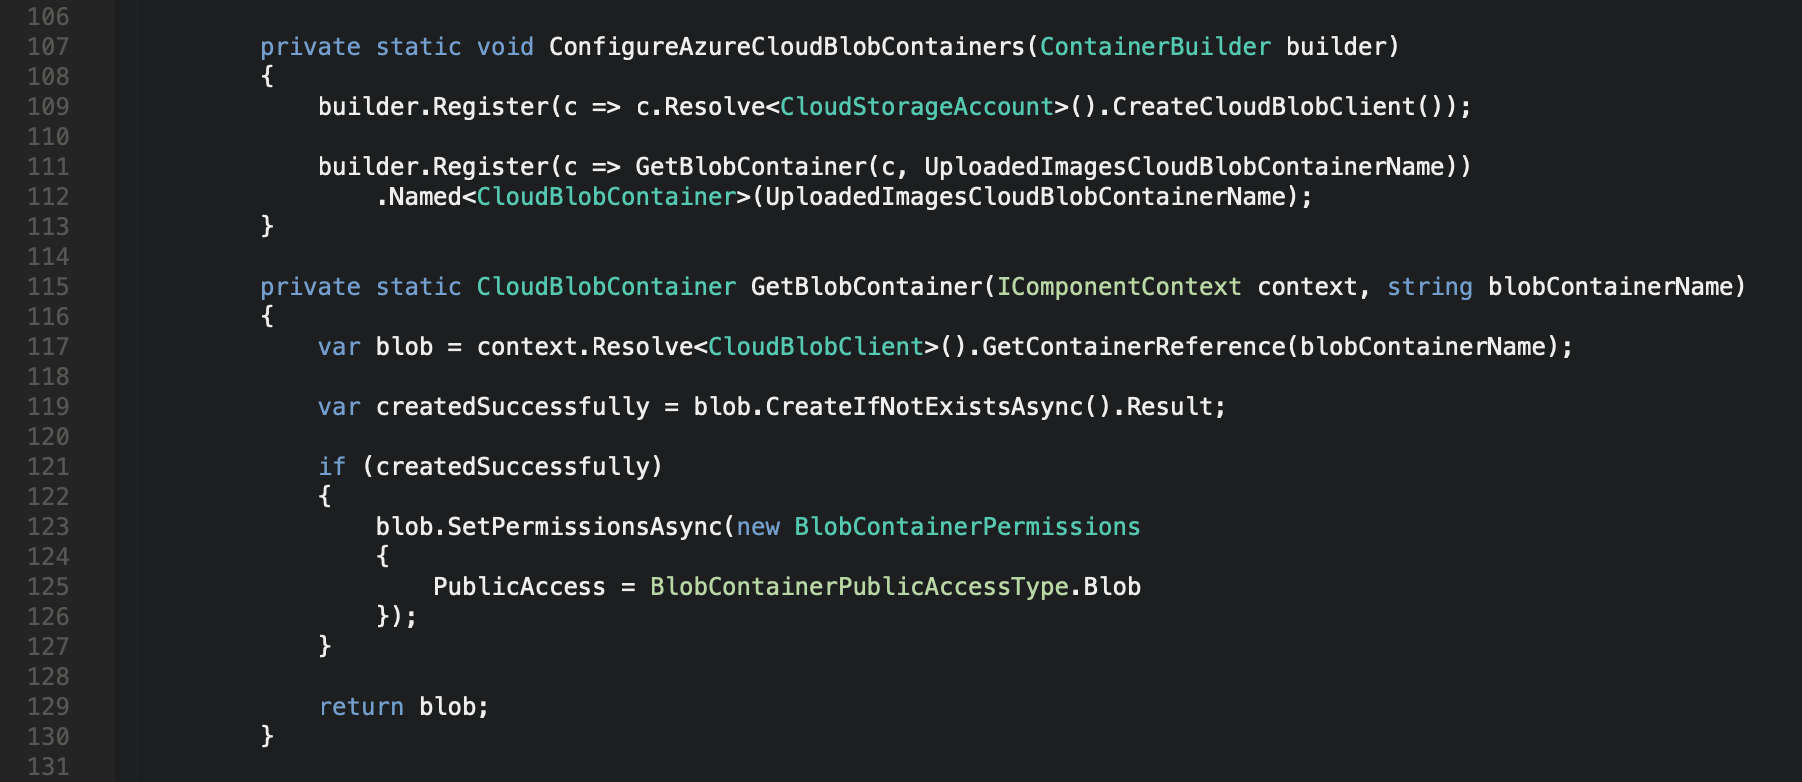 106
107 private static void ConfigureAzureCloudBlobContainers(ContainerBuilder builder)
108 {
109 builder.Register(c => c.Resolve<CloudStorageAccount>().CreateCloudBlobClient());
110
111 builder.Register(c => GetBlobContainer(c, UploadedImagesCloudBlobContainerName))
112 .Named<CloudBlobContainer>(UploadedImagesCloudBlobContainerName);
113 }
114
115 private static CloudBlobContainer GetBlobContainer(IComponentContext context, string blobContainerName)
116 {
117 var blob = context.Resolve<CloudBlobClient>().GetContainerReference(blobContainerName);
118
119 var createdSuccessfully = blob.CreateIfNotExistsAsync().Result;
120
121 if (createdSuccessfully)
122 {
123 blob.SetPermissionsAsync(new BlobContainerPermissions
124 {
125 PublicAccess = BlobContainerPublicAccessType.Blob
126 });
127 }
128
129 return blob;
130 }
131